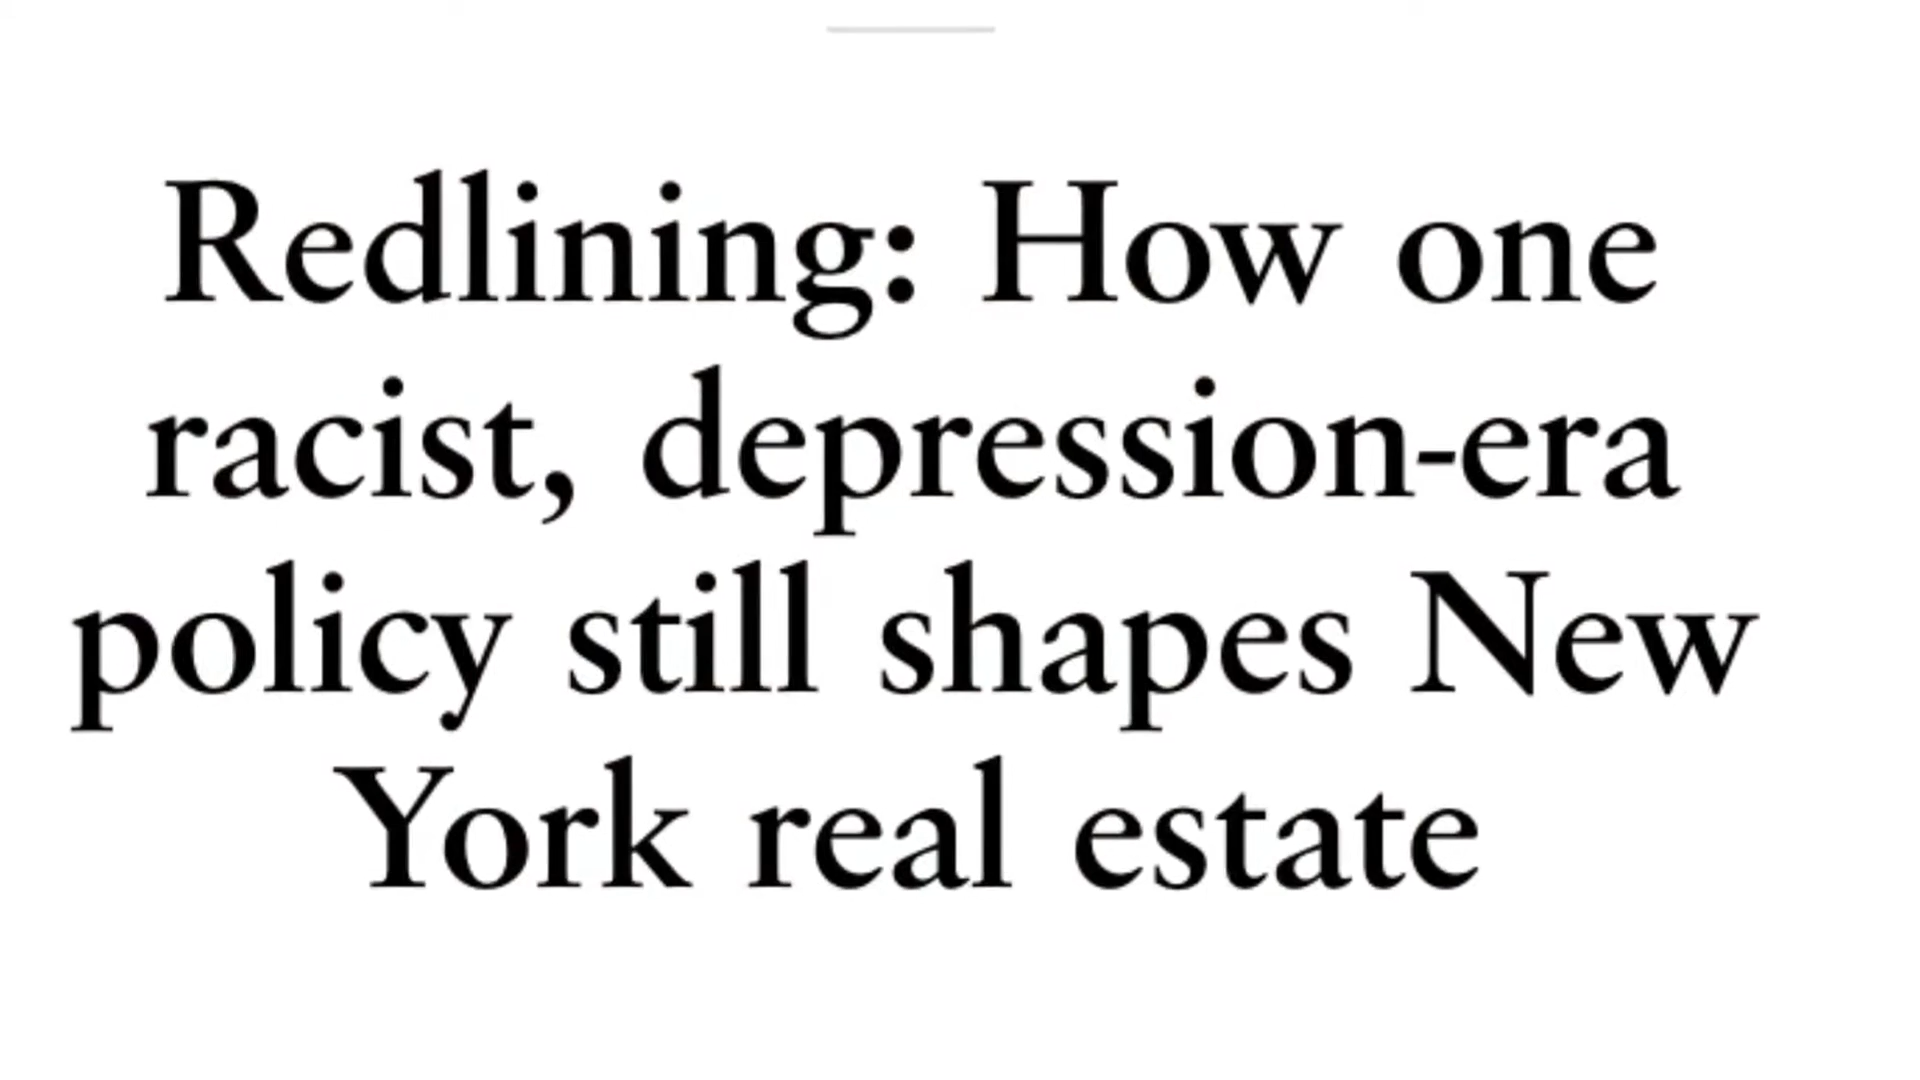 Redlining: How one
racist, depression-era
policy still shapes New
York real estate